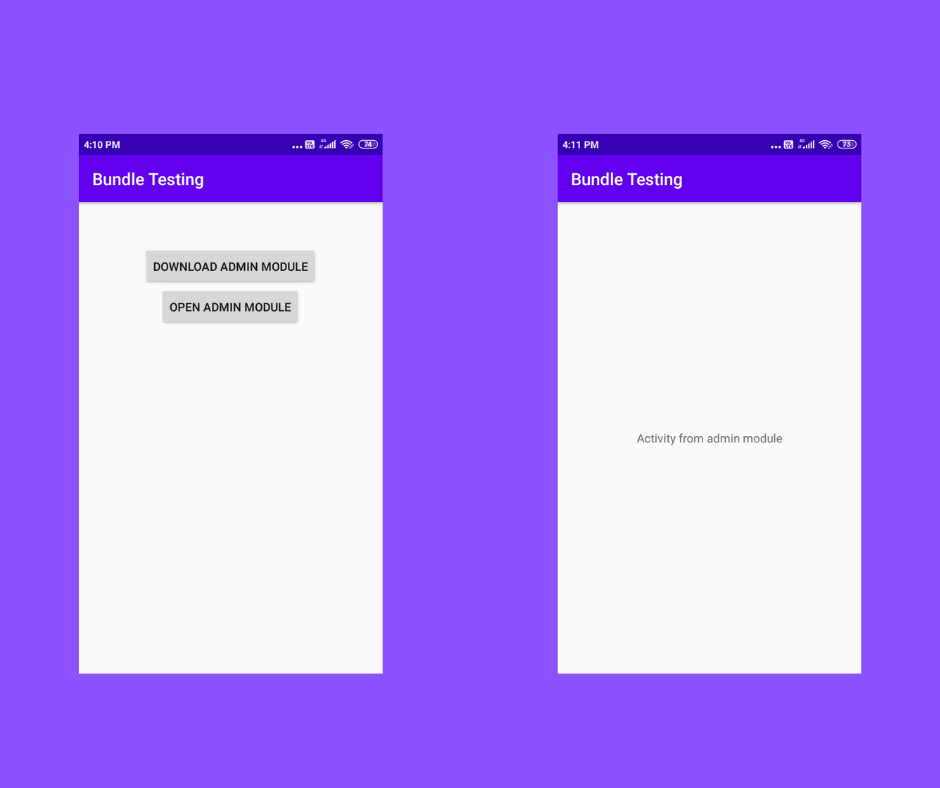 4:10 PM
74
Bundle Testing
DOWNLOAD ADMIN MODULE
OPEN ADMIN MODULE
4:11 PM
73
Bundle Testing
Activity from admin module